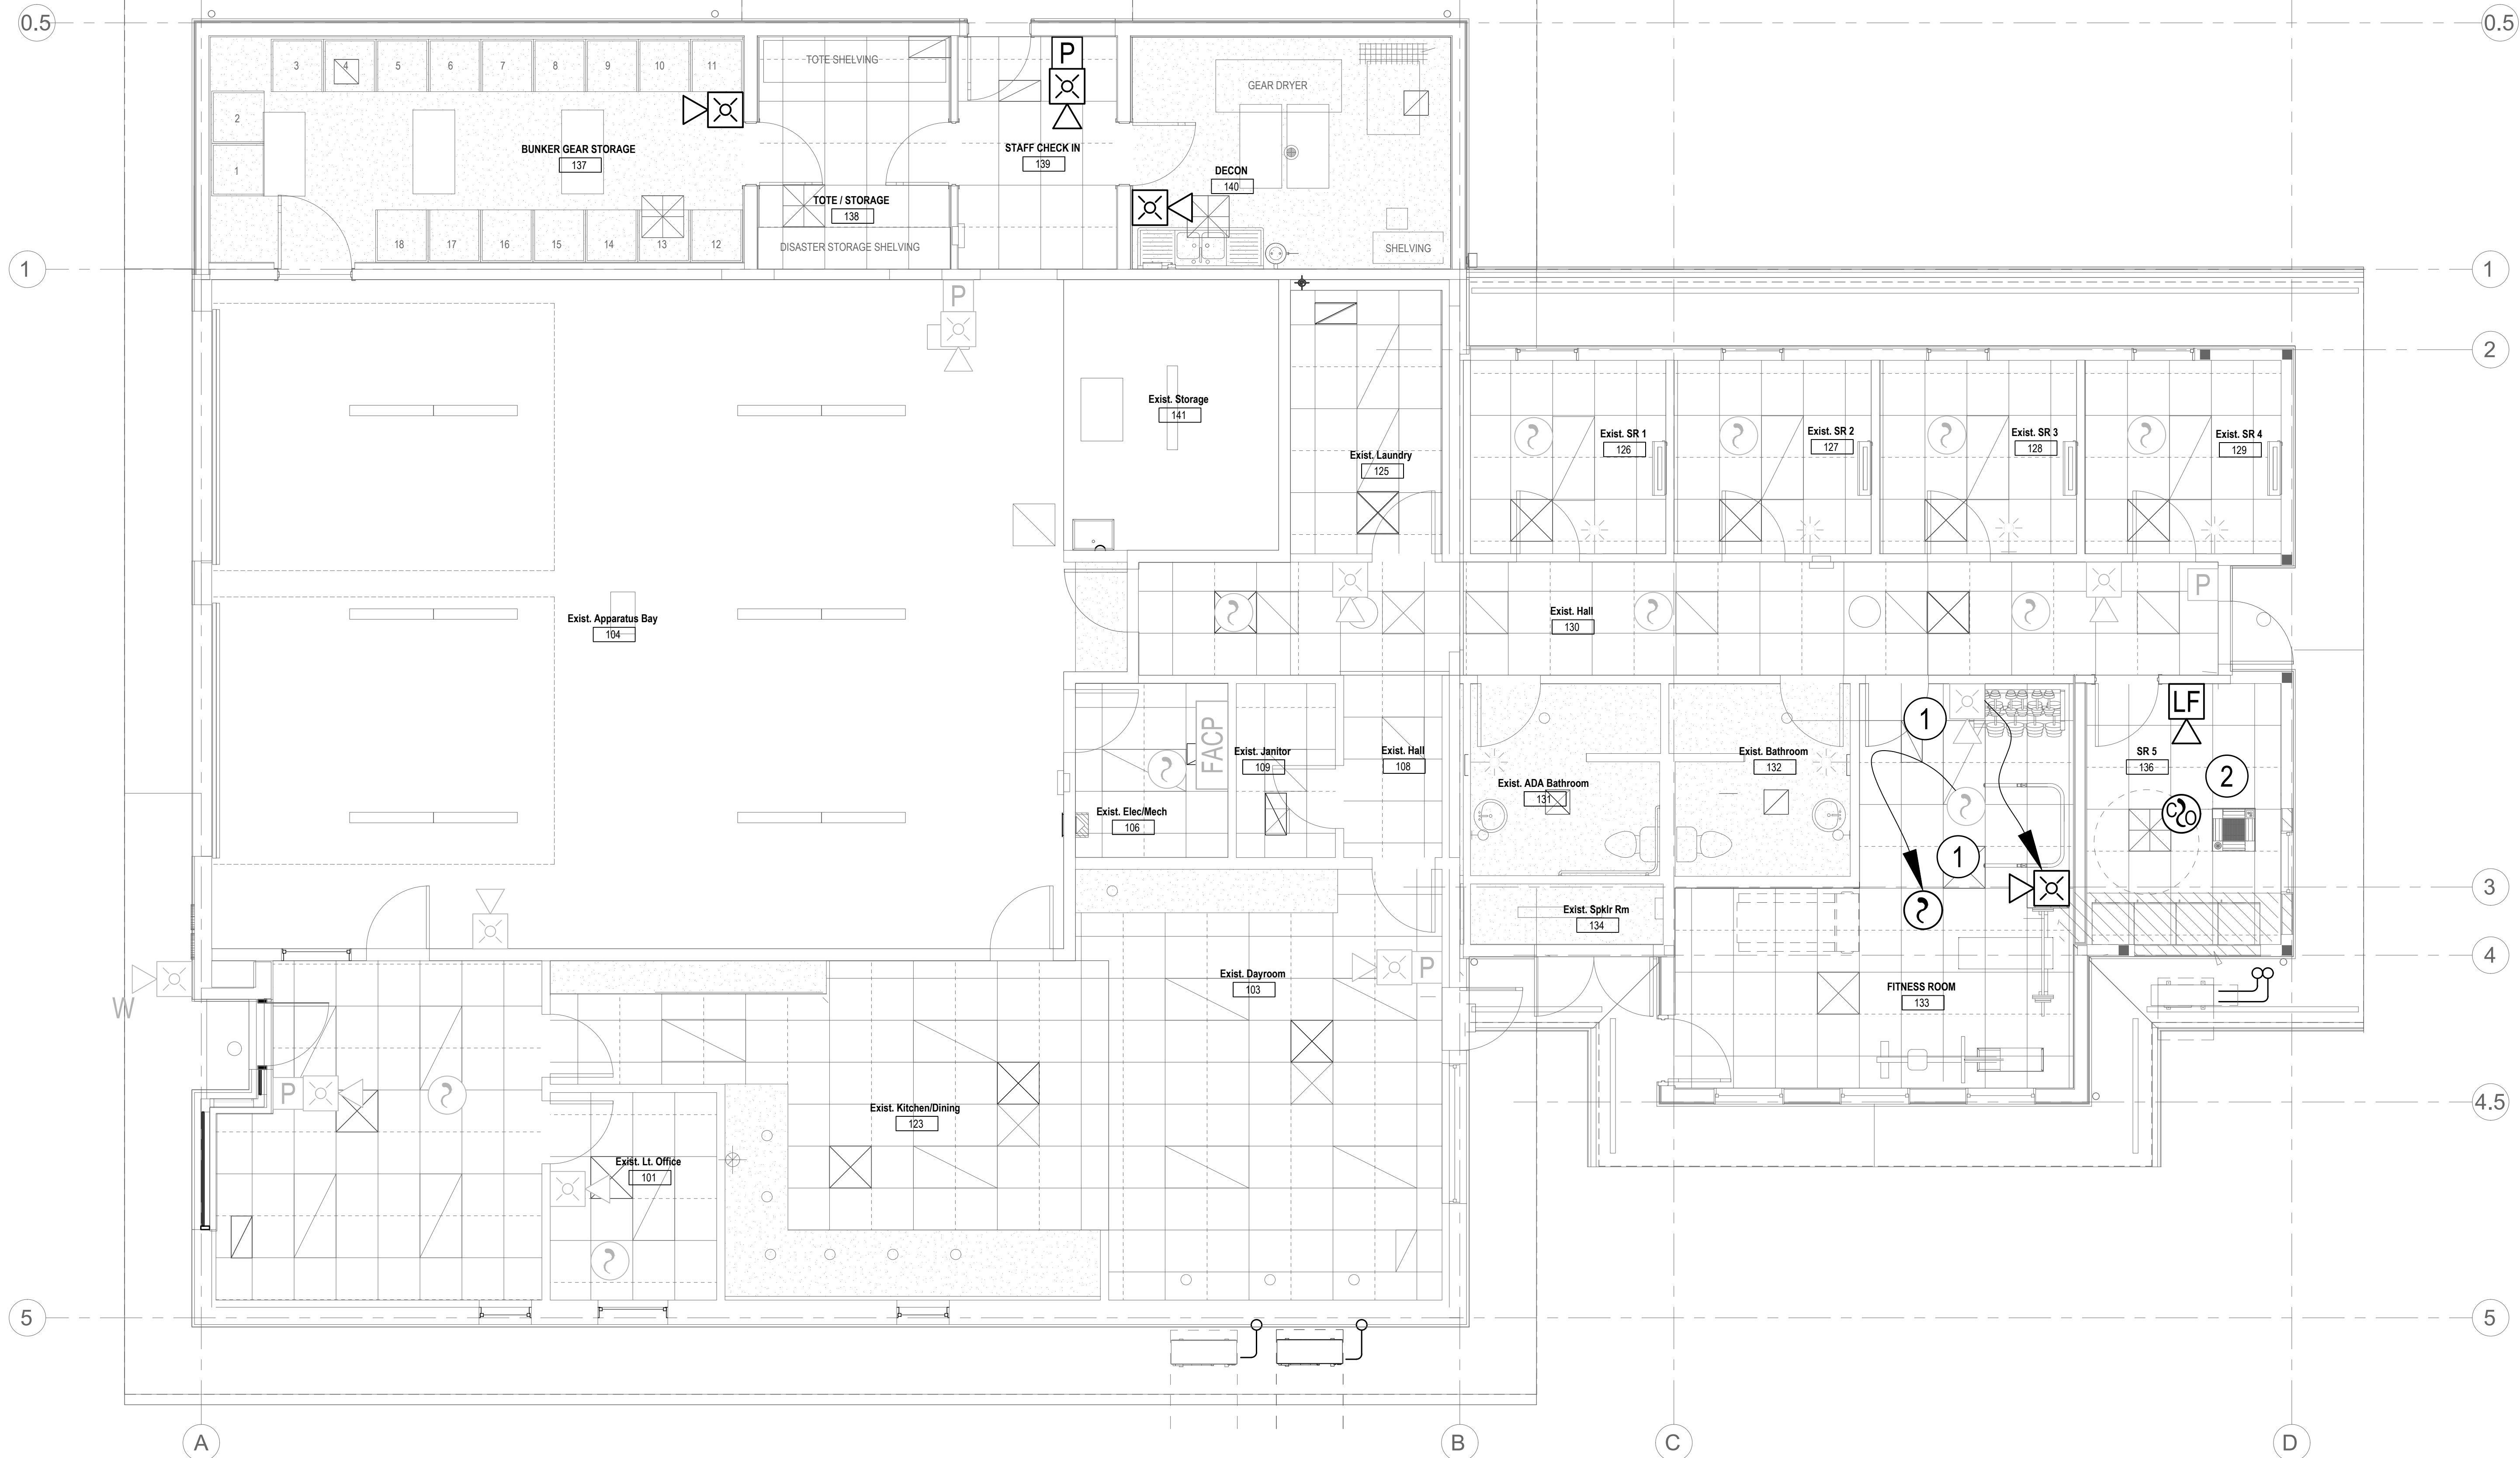 0.5
0.5
3
4
5
6
7
8
9
10
11
TOTE SHELVING
P
GEAR DRYER
2
BUNKER GEAR STORAGE
137
STAFF CHECK IN
139
1
DECON
140
TOTE / STORAGE
138
18
17
16
15
14
13
12
DISASTER STORAGE SHELVING
SHELVING
1
1
P
2
Exist. Storage
141
Exist. Laundry
125
Exist. SR 1
126
Exist. SR 2
127
Exist. SR 3
128
Exist. SR 4
129
P
Exist. Apparatus Bay
104
Exist. Hall
130
LF
1
FACP
Exist. Janitor
109
Exist. Hall
108
Exist. Bathroom
132
SR 5
136
2
Exist. ADA Bathroom
131
Exist. Elec/Mech
106
CO
1
3
Exist. Spklr Rm
134
4
P
W
Exist. Dayroom
103
FITNESS ROOM
133
P
4.5
Exist. Kitchen/Dining
123
Exist. Lt. Office
101
5
5
A
B
C
D